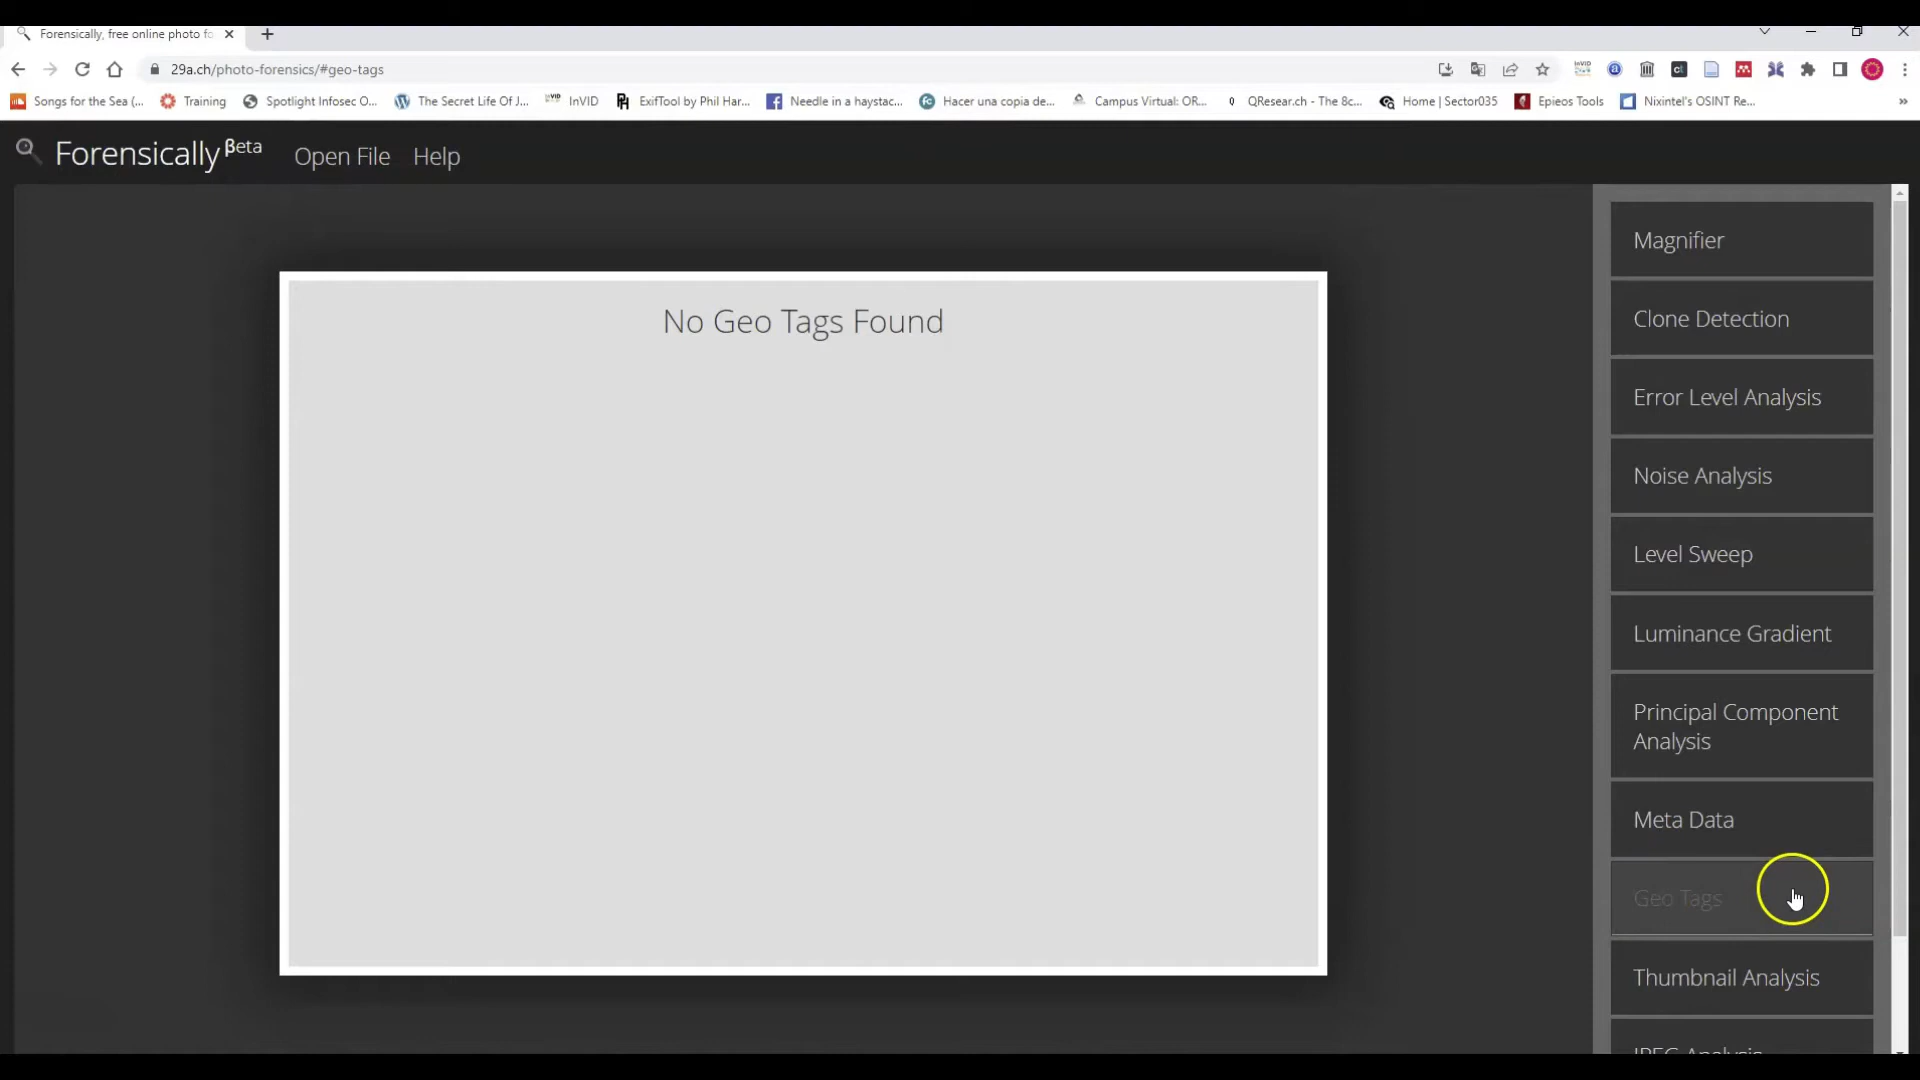 Forensically, free online photo fo
29a.ch/photo-forensics/#geo-tags
Songs for the Sea (...
Training
Spotlight Infosec O...
The Secret Life Of J...
InVID
ExifTool by Phil Har...
Needle in a haystac...
Hacer una copia de...
Campus Virtual: OR...
QResear.ch - The 8c...
Home | Sector035
Epieos Tools
Nixintel's OSINT Re...
»
Forensically βeta
Open File
Help
No Geo Tags Found
Magnifier
Clone Detection
Error Level Analysis
Noise Analysis
Level Sweep
Luminance Gradient
Principal Component
Analysis
Meta Data
Geo Tags
Thumbnail Analysis
JPEG Analysis